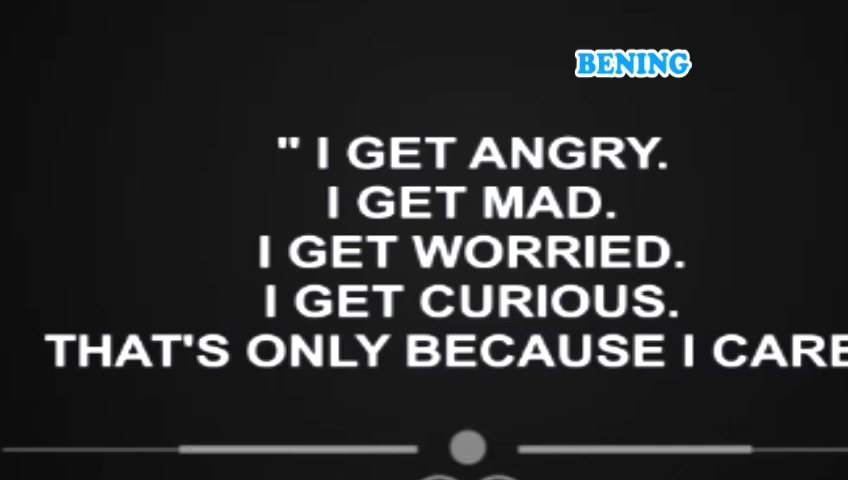 BENING
" I GET ANGRY.
I GET MAD.
I GET WORRIED.
I GET CURIOUS.
THAT'S ONLY BECAUSE I CARE